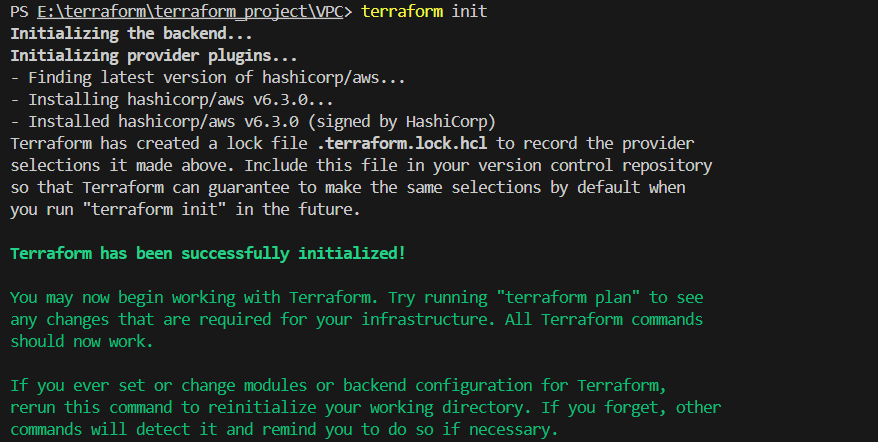 PS E:\terraform\terraform_project\VPC> terraform init
Initializing the backend...
Initializing provider plugins...
- Finding latest version of hashicorp/aws...
- Installing hashicorp/aws v6.3.0...
- Installed hashicorp/aws v6.3.0 (signed by HashiCorp)
Terraform has created a lock file .terraform.lock.hcl to record the provider
selections it made above. Include this file in your version control repository
so that Terraform can guarantee to make the same selections by default when
you run "terraform init" in the future.
Terraform has been successfully initialized!
You may now begin working with Terraform. Try running "terraform plan" to see
any changes that are required for your infrastructure. All Terraform commands
should now work.
If you ever set or change modules or backend configuration for Terraform,
rerun this command to reinitialize your working directory. If you forget, other
commands will detect it and remind you to do so if necessary.